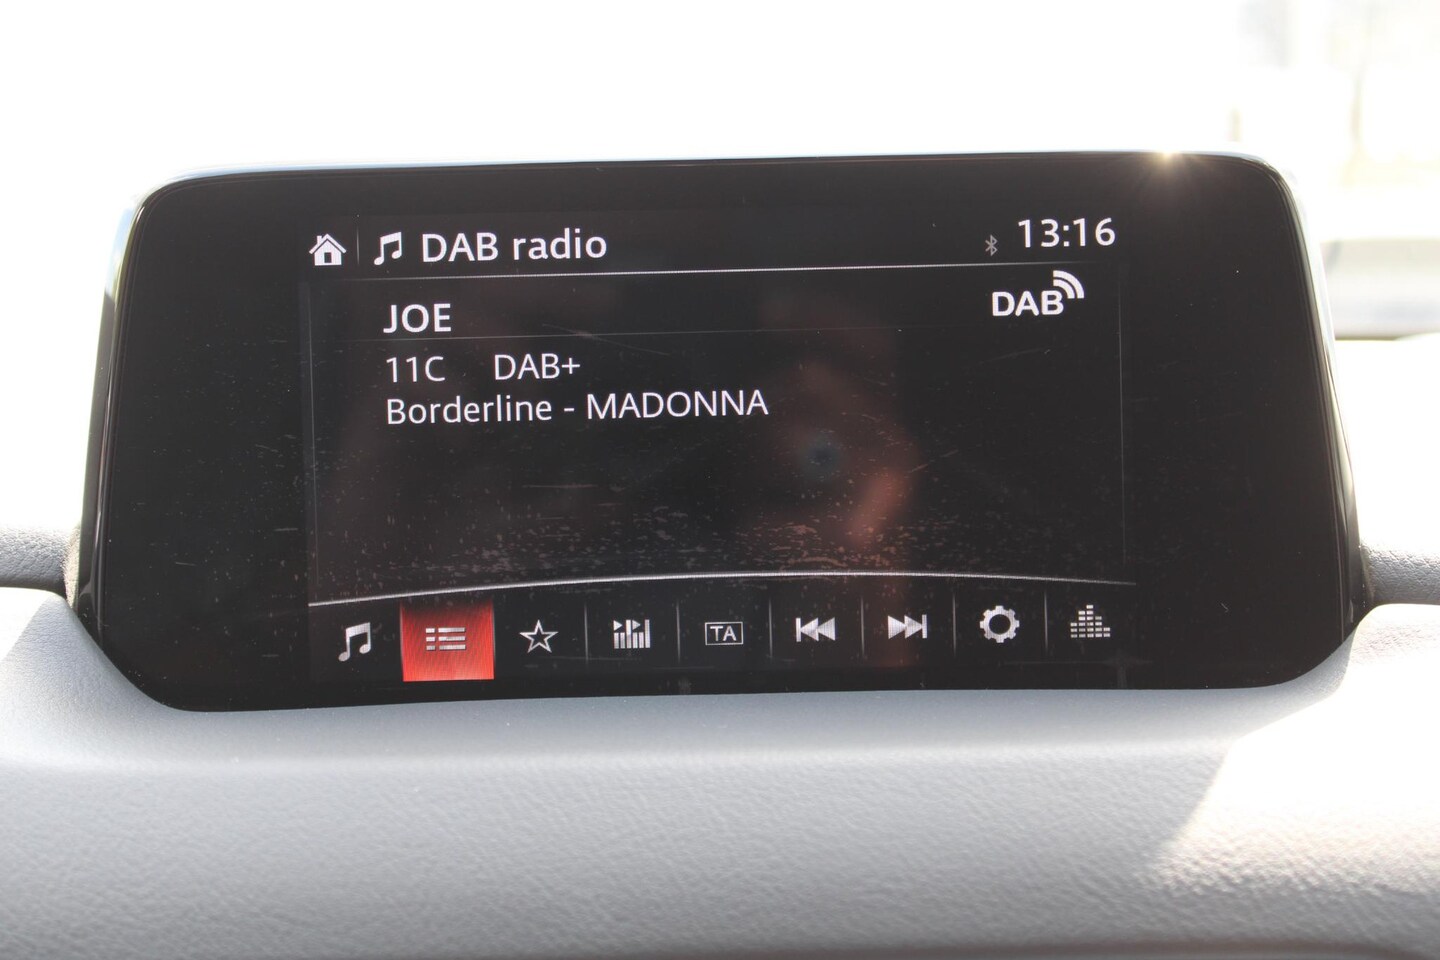 DAB radio 13:16
JOE DAB
11C DAB+
Borderline - MADONNA
TA